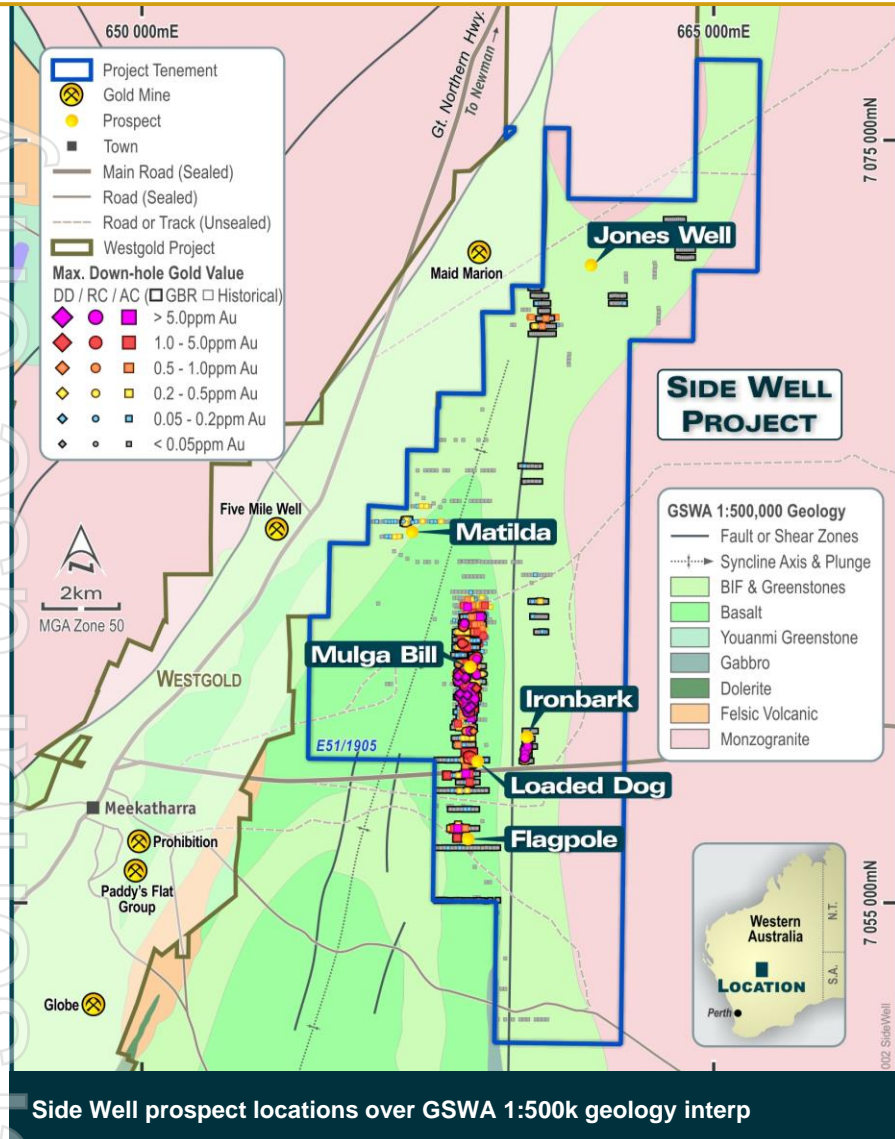 650 000mE
665 000mE
Gt. Northern Hwy.
To Newman →
7 075 000mN
7 055 000mN
Project Tenement
Gold Mine
Prospect
Town
Main Road (Sealed)
Road (Sealed)
Road or Track (Unsealed)
Westgold Project
Max. Down-hole Gold Value
DD / RC / AC (□ GBR □ Historical)
> 5.0ppm Au
1.0 - 5.0ppm Au
0.5 - 1.0ppm Au
0.2 - 0.5ppm Au
0.05 - 0.2ppm Au
< 0.05ppm Au
Maid Marion
Jones Well
SIDE WELL
PROJECT
Five Mile Well
Matilda
2km
MGA Zone 50
GSWA 1:500,000 Geology
Fault or Shear Zones
Syncline Axis & Plunge
BIF & Greenstones
Basalt
Youanmi Greenstone
Gabbro
Dolerite
Felsic Volcanic
Monzogranite
Mulga Bill
WESTGOLD
Ironbark
E51/1905
Loaded Dog
Meekatharra
Flagpole
Prohibition
Paddy's Flat
Group
Globe
Western
Australia
N.T.
S.A.
LOCATION
Perth
002 SideWell
Side Well prospect locations over GSWA 1:500k geology interp